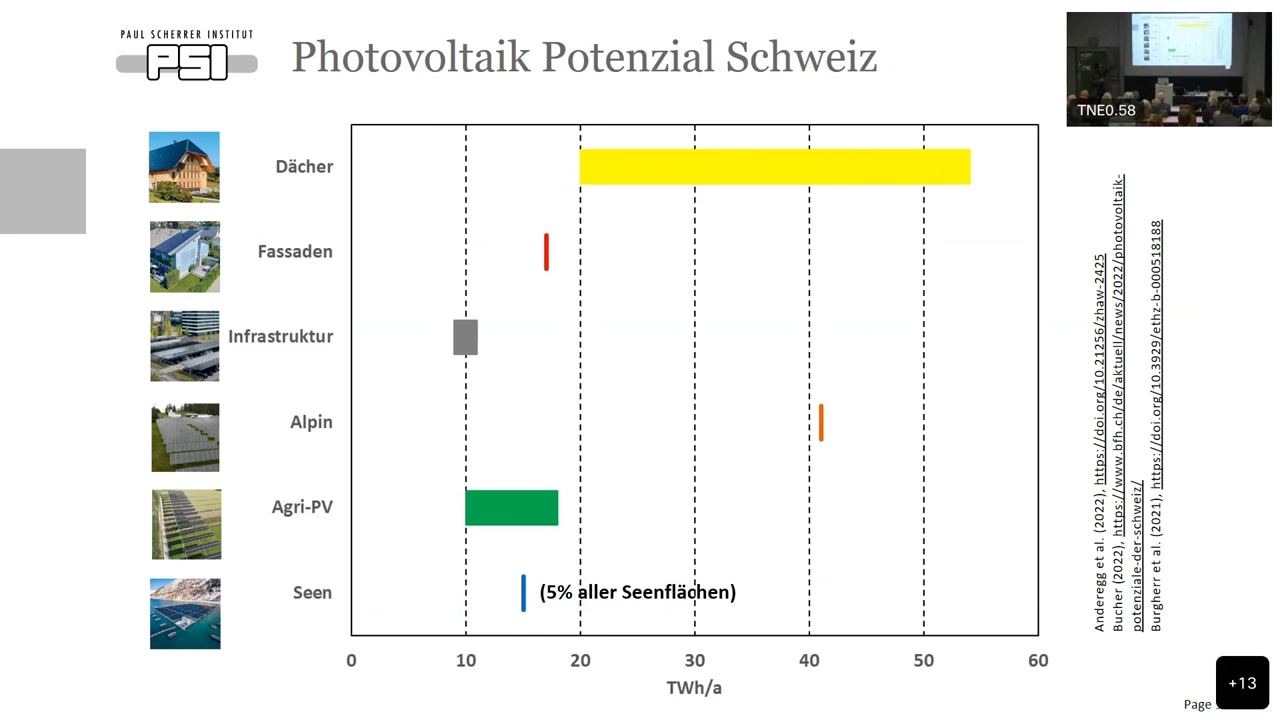 PAUL SCHERRER INSTITUT
PSI
Photovoltaik Potenzial Schweiz
TNE0.58
Dächer
Fassaden
Infrastruktur
Alpin
Agri-PV
Seen
(5% aller Seenflächen)
0 10 20 30 40 50 60
TWh/a
Anderegg et al. (2022), https://doi.org/10.21256/zhaw-2425
Bucher (2022), https://www.bfh.ch/de/aktuell/news/2022/photovoltaik-
potenziale-der-schweiz/
Burgherr et al. (2021), https://doi.org/10.3929/ethz-b-000518188
+13
Page